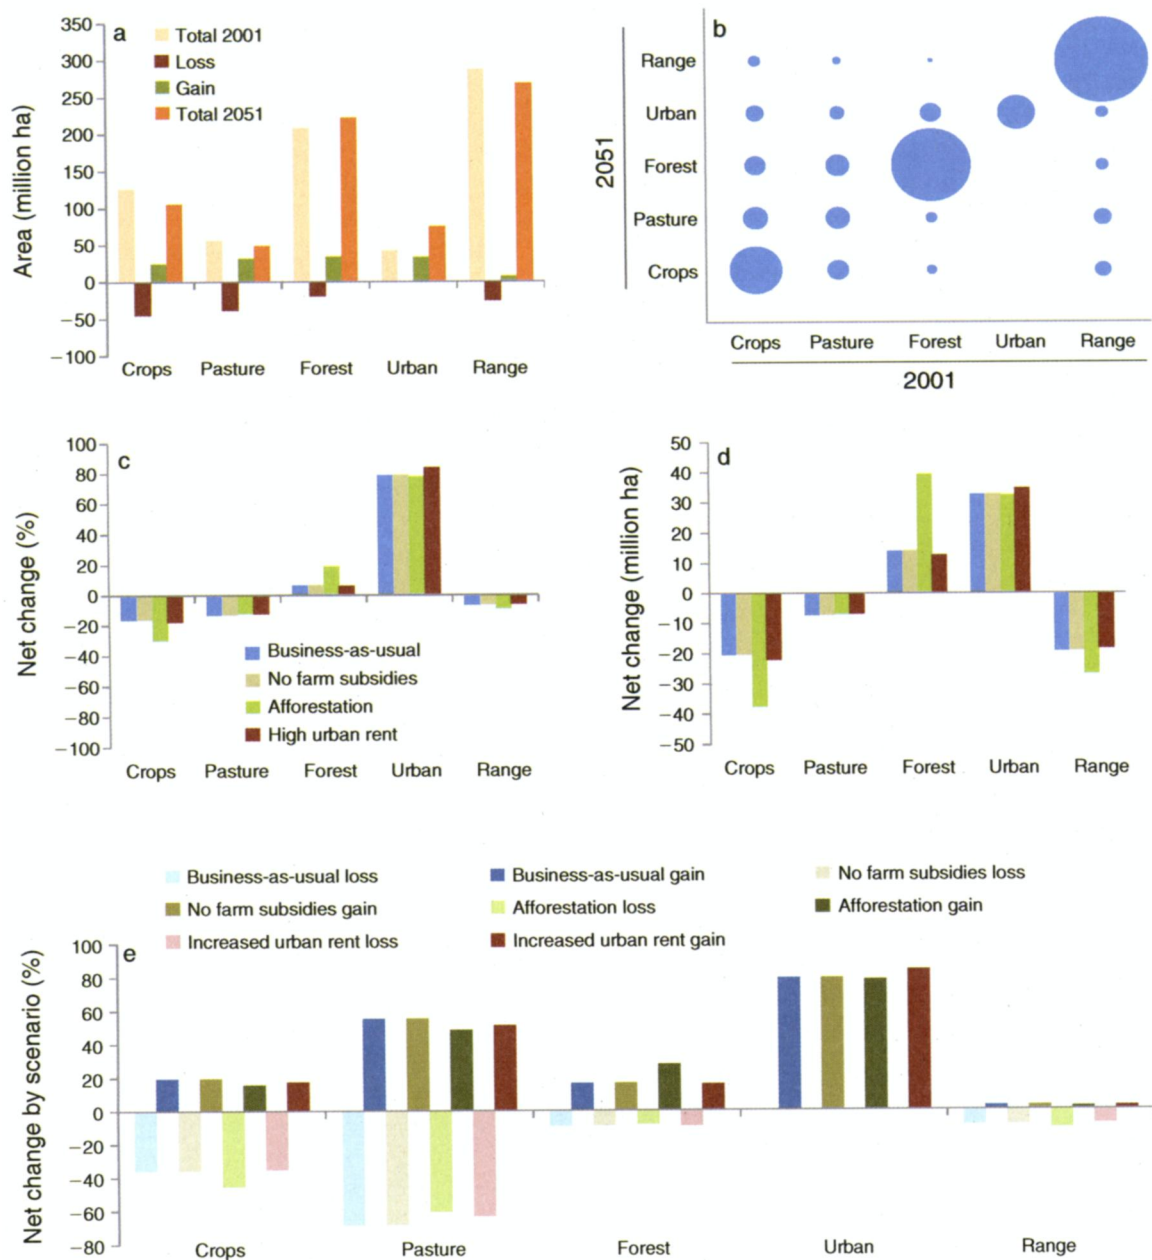 a
Total 2001
Loss
Gain
Total 2051
Area (million ha)
350
300
250
200
150
100
50
0
−50
−100
Crops Pasture Forest Urban Range
b
2051
Range
Urban
Forest
Pasture
Crops
Crops Pasture Forest Urban Range
2001
c
Net change (%)
100
80
60
40
20
0
−20
−40
−60
−80
−100
Business-as-usual
No farm subsidies
Afforestation
High urban rent
Crops Pasture Forest Urban Range
d
Net change (million ha)
50
40
30
20
10
0
−10
−20
−30
−40
−50
Crops Pasture Forest Urban Range
Business-as-usual loss Business-as-usual gain No farm subsidies loss
No farm subsidies gain Afforestation loss Afforestation gain
Increased urban rent loss Increased urban rent gain
e
Net change by scenario (%)
100
80
60
40
20
0
−20
−40
−60
−80
Crops Pasture Forest Urban Range